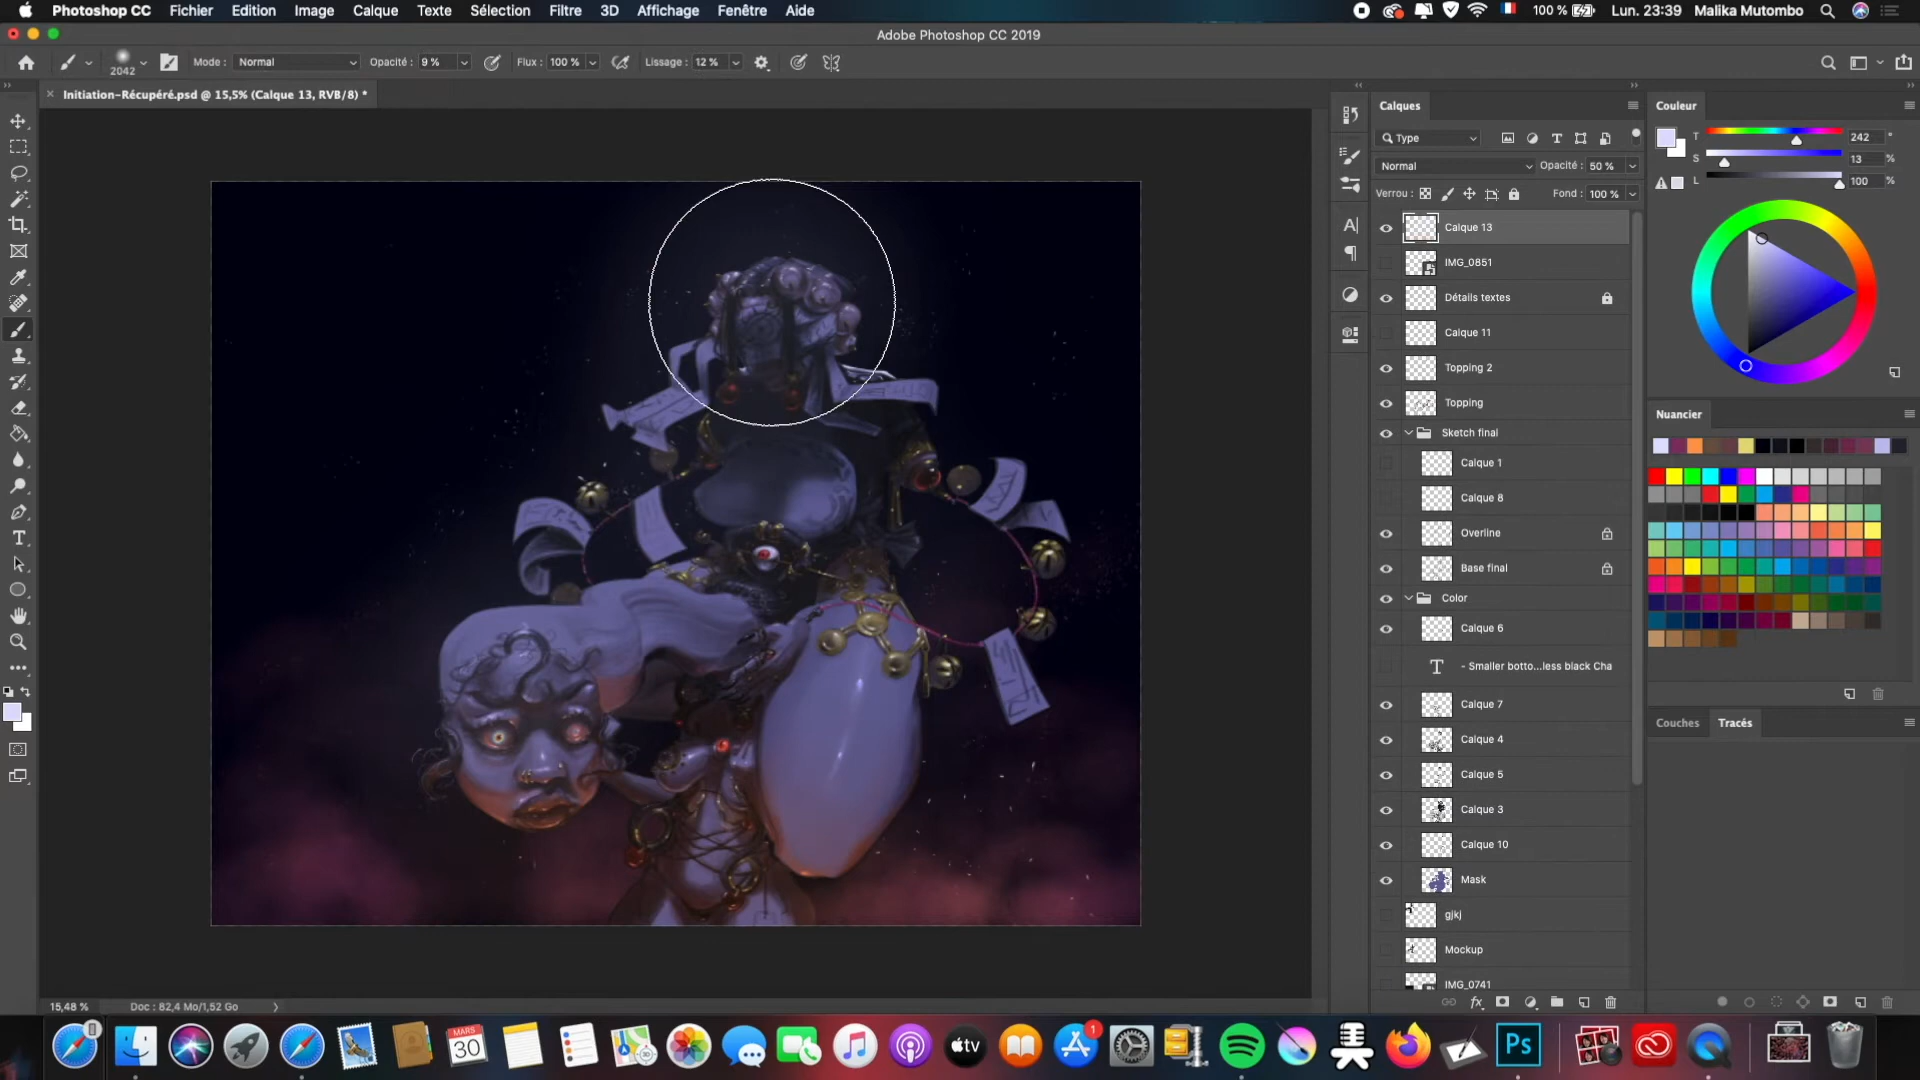 Photoshop CC Fichier Edition Image Calque Texte Sélection Filtre 3D Affichage Fenêtre Aide 100 % Lun. 23:39 Malika Mutombo
Adobe Photoshop CC 2019
2042 Mode : Normal Opacité : 9 % Flux : 100 % Lissage : 12 %
Initiation-Récupéré.psd @ 15,5% (Calque 13, RVB/8) *
Calques
Type
Normal Opacité : 50 %
Verrou : Fond : 100 %
Calque 13
IMG_0851
Détails textes
Calque 11
Topping 2
Topping
Sketch final
Calque 1
Calque 8
Overline
Base final
Color
Calque 6
T - Smaller botto...less black Cha
Calque 7
Calque 4
Calque 5
Calque 3
Calque 10
Mask
gjkj
Mockup
IMG_0741
fx
Couleur
T 242 °
S 13 %
L 100 %
Nuancier
Couches Tracés
15,48 % Doc : 82,4 Mo/1,52 Go
MARS
30
tv
1
Ps